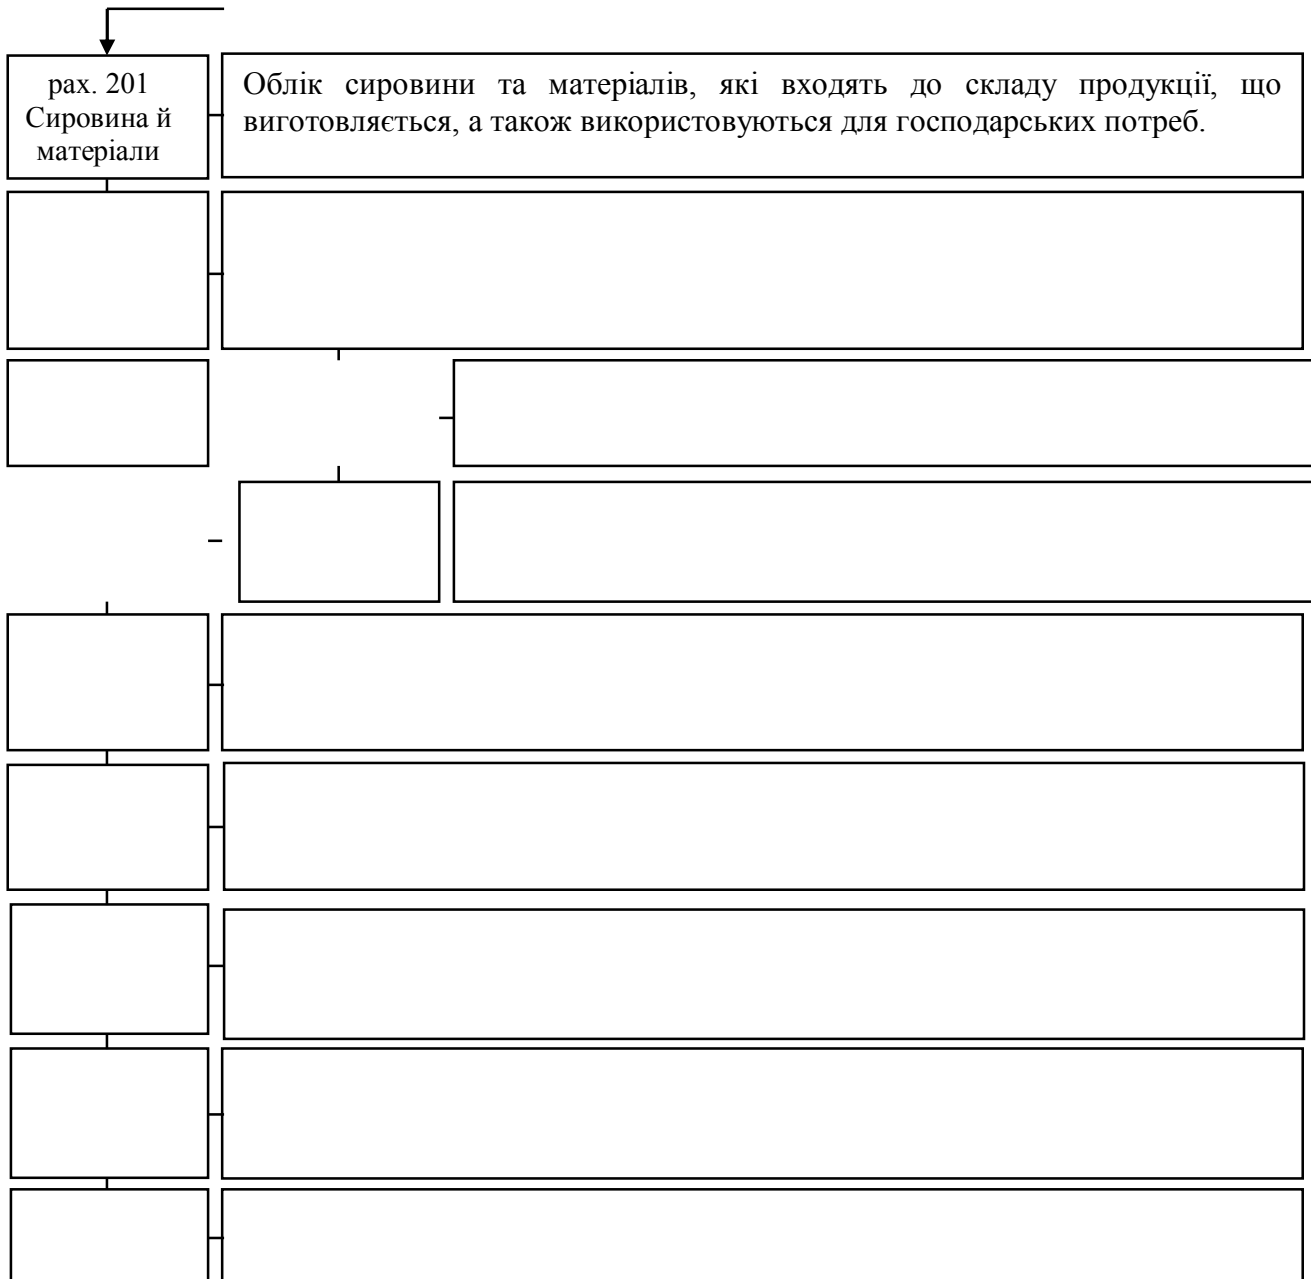 рах. 201
Сировина й
матеріали
Облік сировини та матеріалів, які входять до складу продукції, що
виготовляється, а також використовуються для господарських потреб.